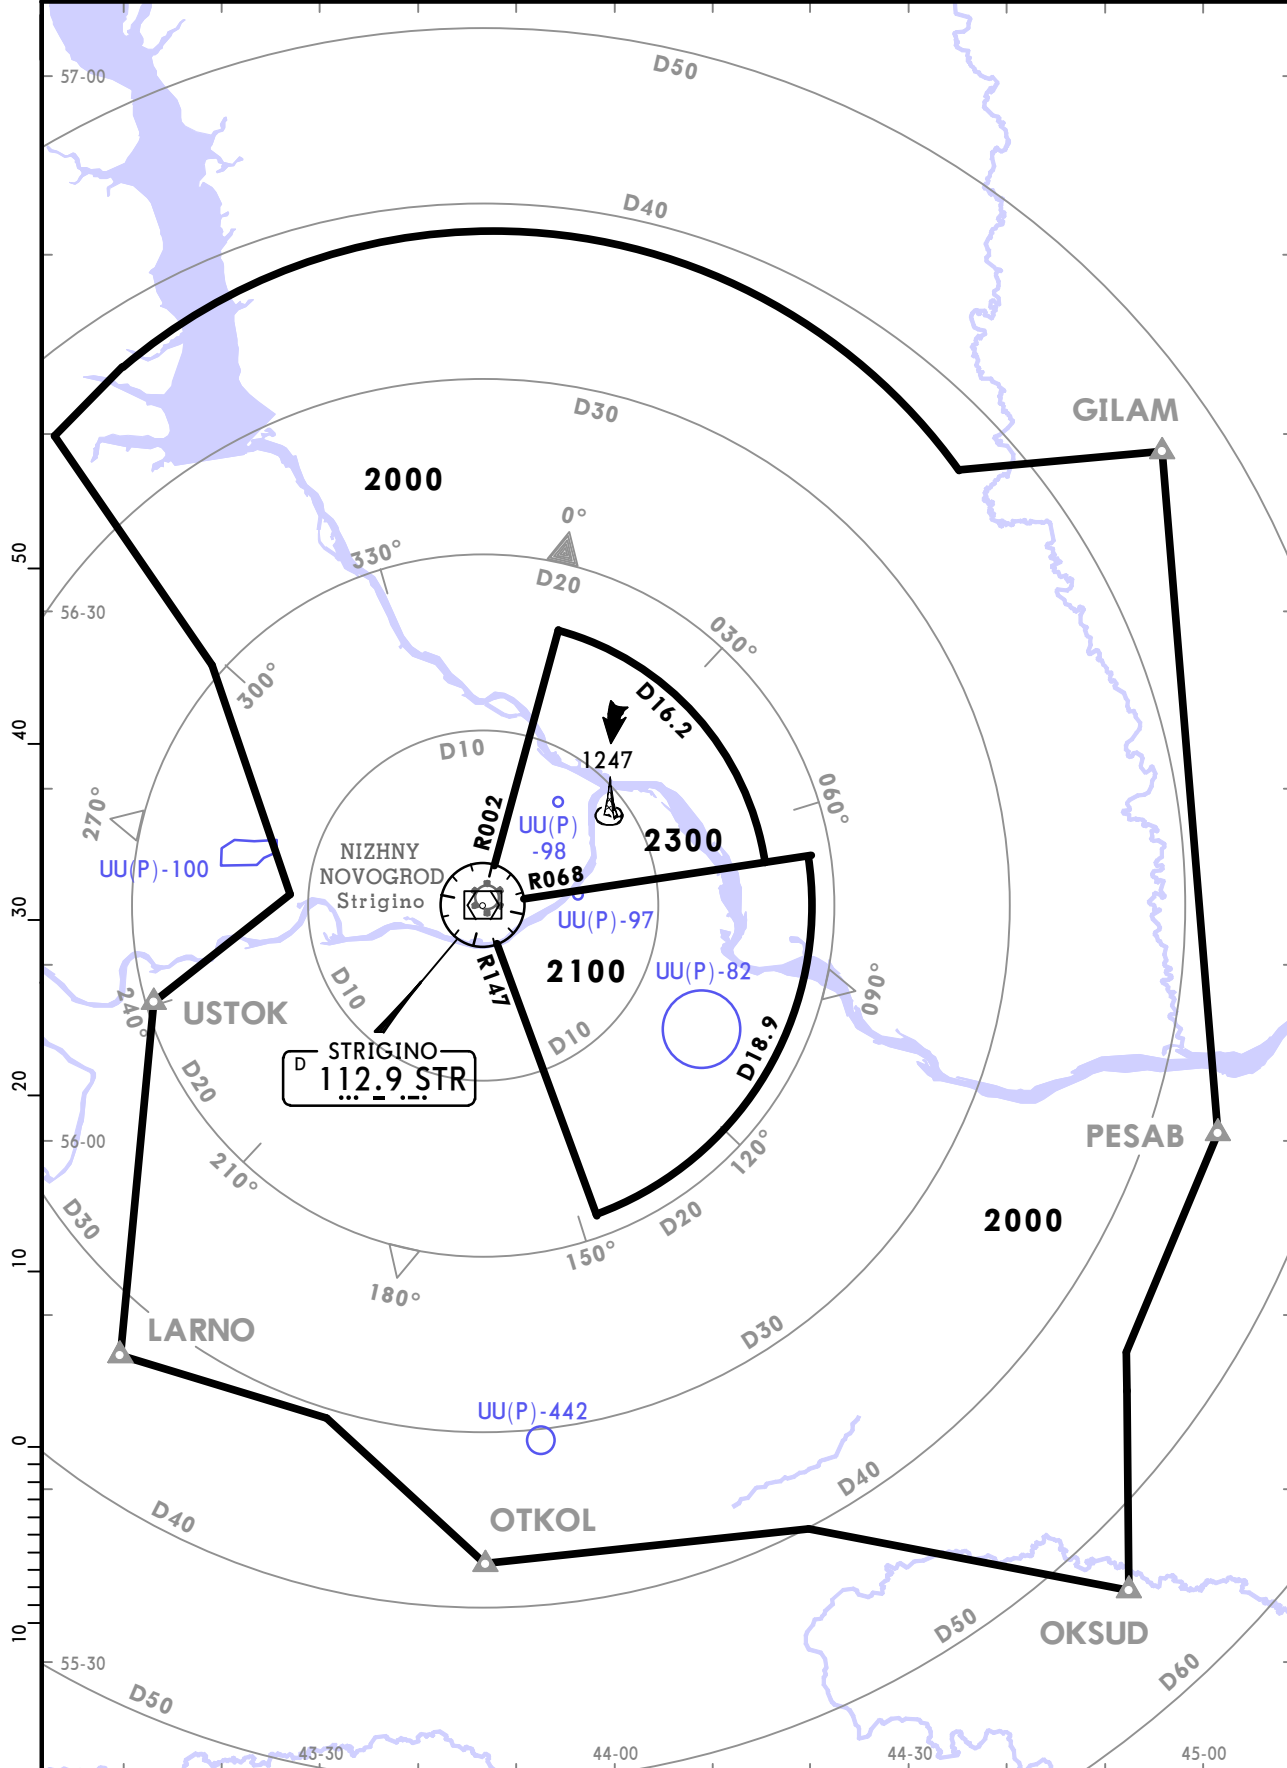 D50
57-00
D40
GILAM
D30
2000
0°
330°
D20
50
56-30
030°
300°
D16.2
40
D10
1247
060°
270°
R002
UU(P)
-98
2300
NIZHNY
NOVOGROD
Strigino
UU(P)-100
R068
30
UU(P)-97
2100
UU(P)-82
R147
D10
090°
240°
USTOK
D10
D18.9
STRIGINO
D 112.9 STR
D20
20
56-00
PESAB
120°
210°
D30
D20
2000
150°
10
180°
LARNO
D30
UU(P)-442
0
D40
D40
OTKOL
10
D50
OKSUD
55-30
D60
D50
43-30
44-00
44-30
45-00